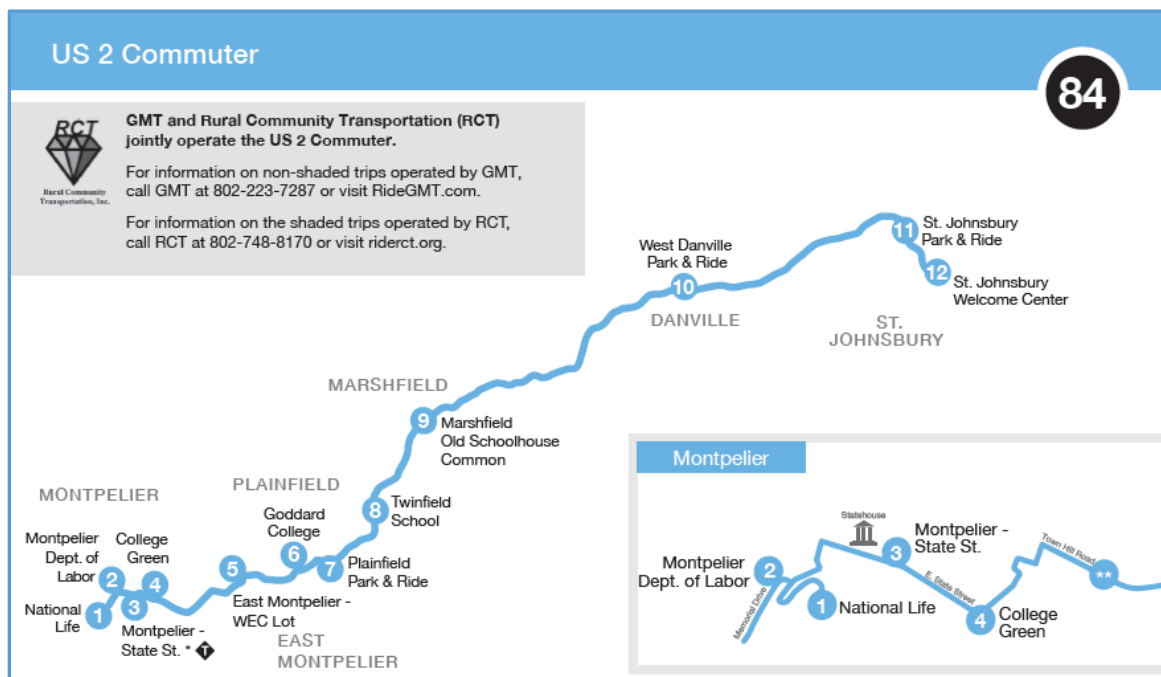 US 2 Commuter
84
RCT
Rural Community
Transportation, Inc.
GMT and Rural Community Transportation (RCT)
jointly operate the US 2 Commuter.
For information on non-shaded trips operated by GMT,
call GMT at 802-223-7287 or visit RideGMT.com.
For information on the shaded trips operated by RCT,
call RCT at 802-748-8170 or visit riderct.org.
11
St. Johnsbury
Park & Ride
12
St. Johnsbury
Welcome Center
West Danville
Park & Ride
10
DANVILLE
ST.
JOHNSBURY
MARSHFIELD
9
Marshfield
Old Schoolhouse
Common
PLAINFIELD
MONTPELIER
8
Twinfield
School
Goddard
College
6
7
Plainfield
Park & Ride
Montpelier
Dept. of
Labor
2
College
Green
4
5
East Montpelier -
WEC Lot
National
Life
1
3
Montpelier -
State St. *
T
EAST
MONTPELIER
Montpelier
Statehouse
Montpelier
Dept. of Labor
2
3
Montpelier -
State St.
Town Hill Road
**
Memorial Drive
1
National Life
E. State Street
4
College
Green